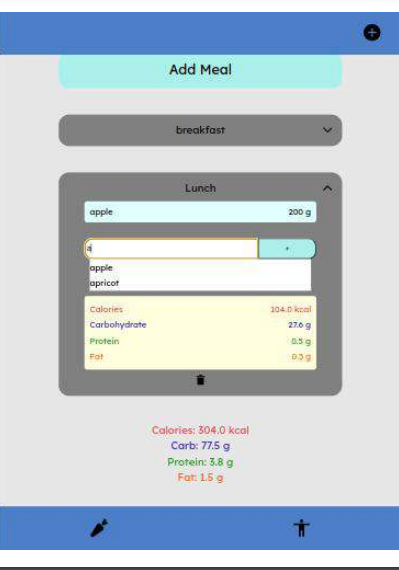 Add Meal
breakfast
Lunch
apple 200 g
a +
apple
apricot
Calories 104.0 kcal
Carbohydrate 27.6 g
Protein 0.5 g
Fat 0.3 g
Calories: 304.0 kcal
Carb: 77.5 g
Protein: 3.8 g
Fat: 1.5 g